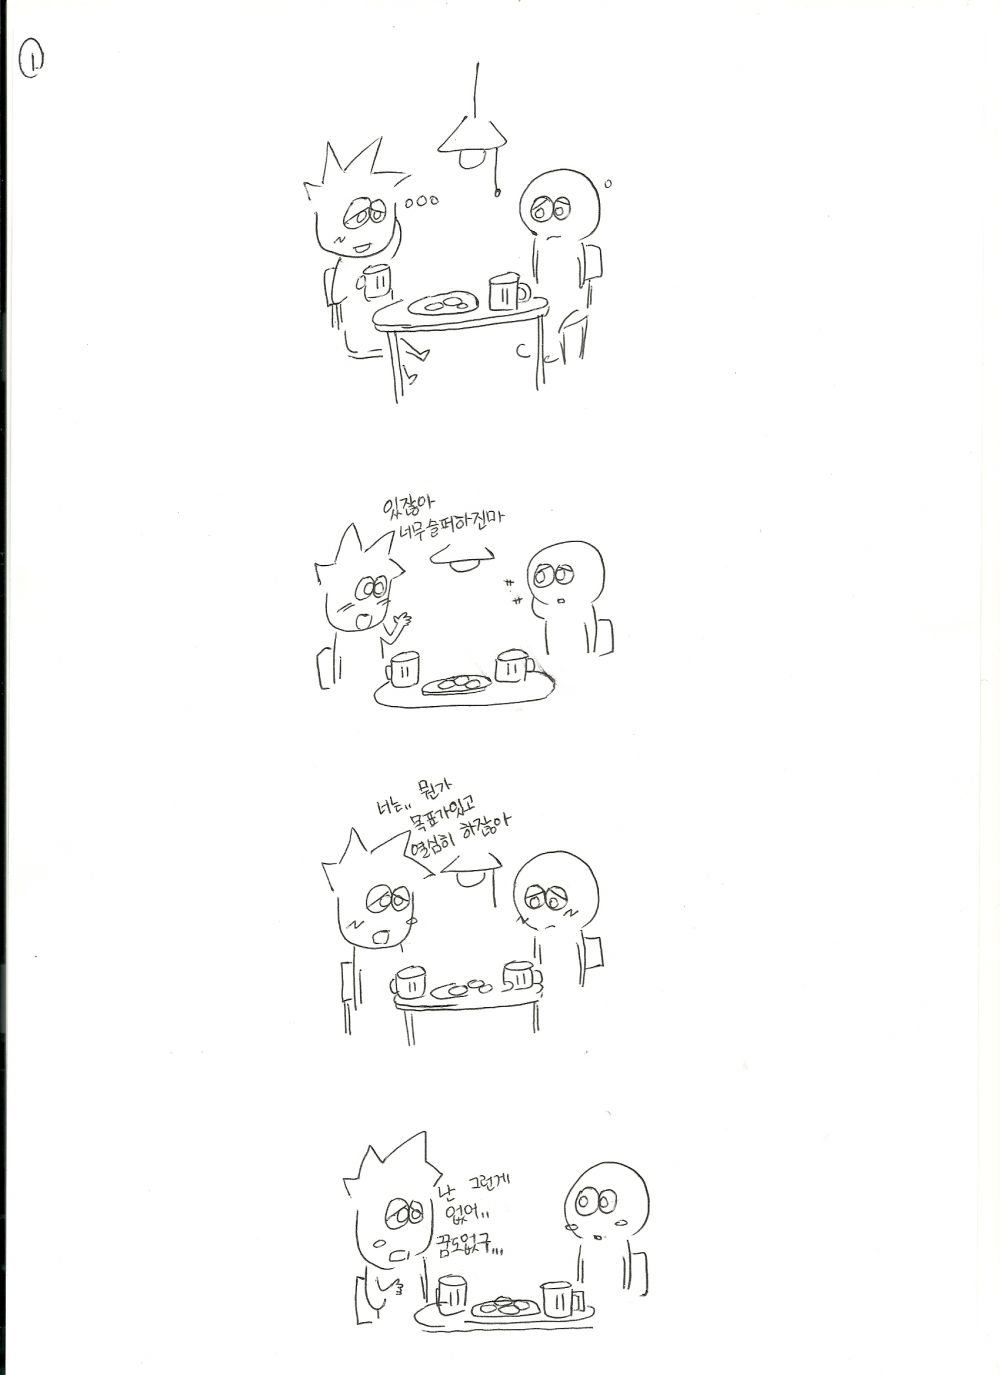 1
있잖아
너무슬퍼하진마
너는.. 뭔가
목표가있고
열심히 하잖아
난 그런게
없어..
꿈도없구...